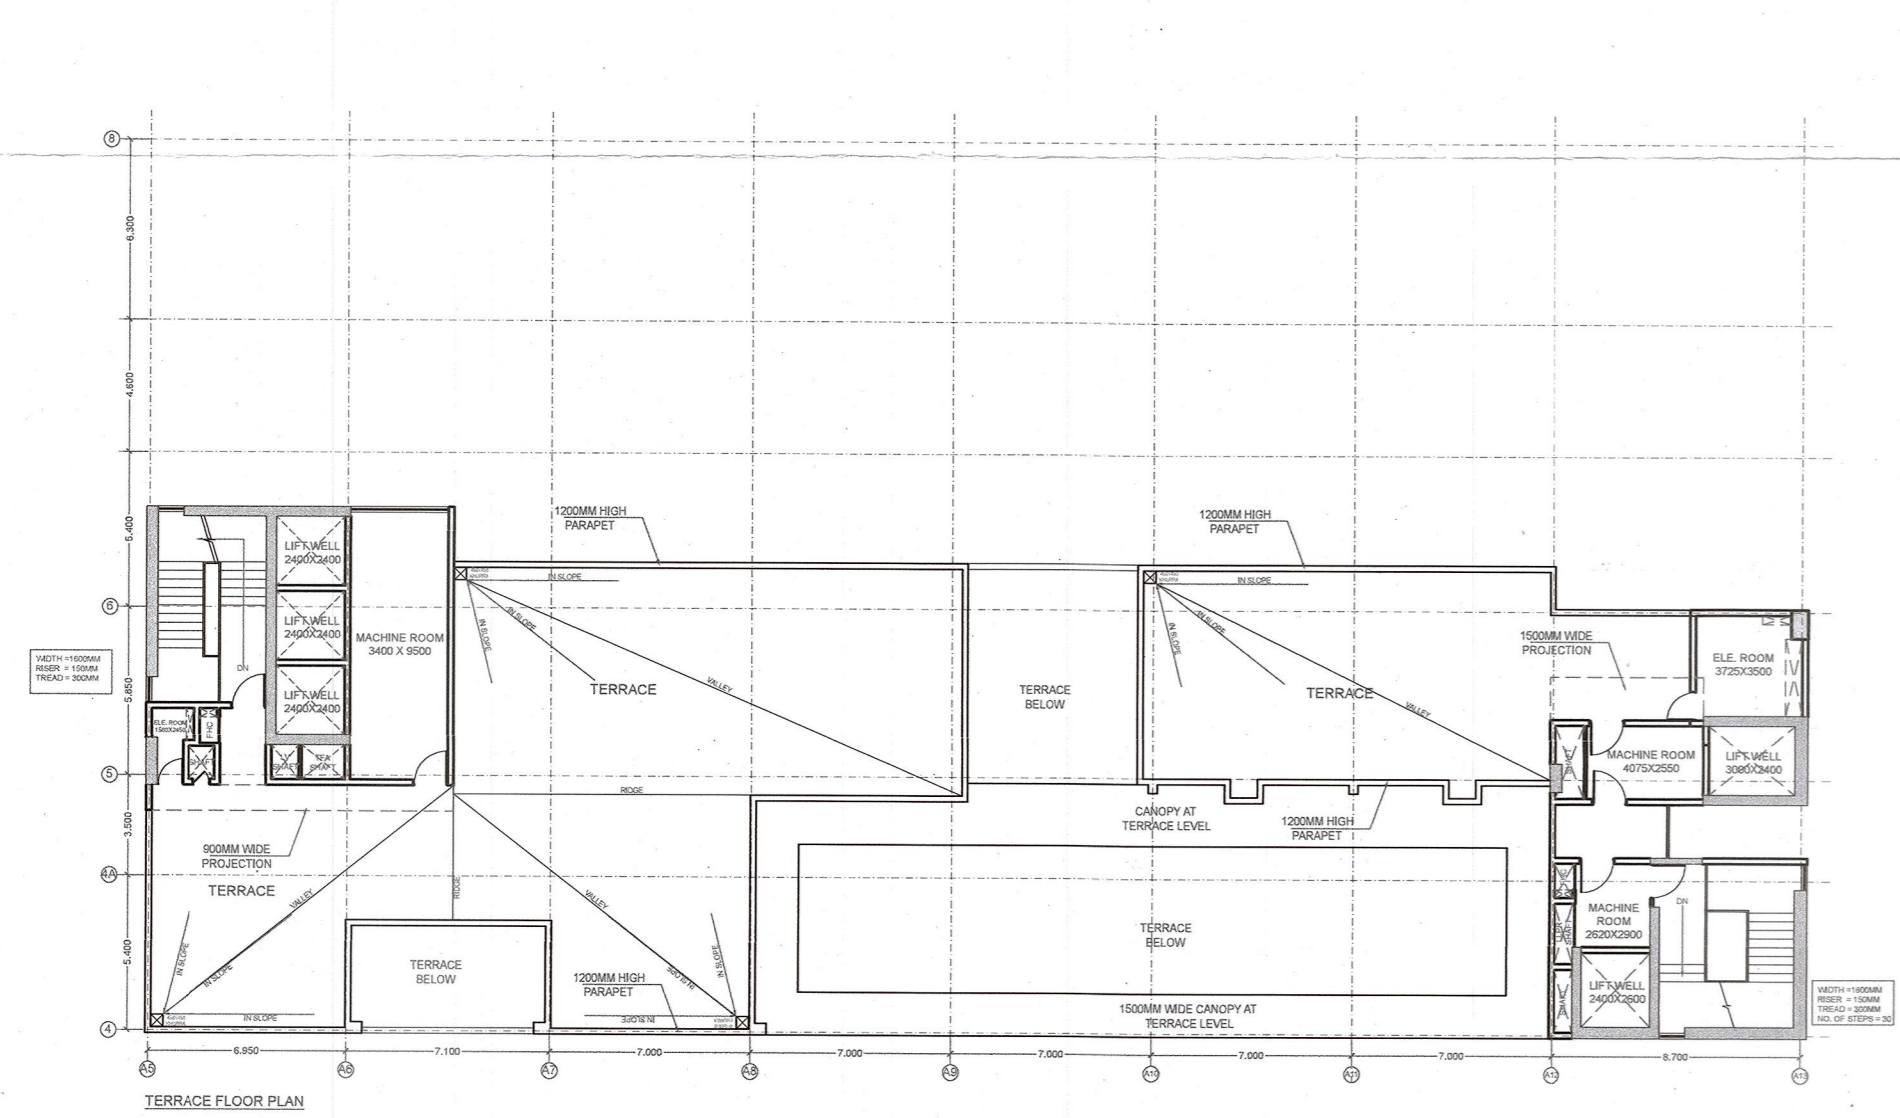 8
6.300
4.600
5.400
1200MM HIGH
PARAPET
1200MM HIGH
PARAPET
LIFT WELL
2400X2400
IN SLOPE
IN SLOPE
6
LIFT WELL
2400X2400
MACHINE ROOM
3400 X 9500
IN SLOPE
IN SLOPE
IN SLOPE
IN SLOPE
1500MM WIDE
PROJECTION
ELE. ROOM
3725X3500
WIDTH =1600MM
RISER = 150MM
TREAD = 300MM
DN
5.850
LIFT WELL
2400X2400
TERRACE
VALLEY
TERRACE
BELOW
TERRACE
VALLEY
ELE. ROOM
1500X2450
FHC
SHAFT
LV
SHAFT
TEA
SHAFT
5
SHAFT
MACHINE ROOM
4075X2550
LIFT WELL
3000X2400
RIDGE
3.500
CANOPY AT
TERRACE LEVEL
1200MM HIGH
PARAPET
900MM WIDE
PROJECTION
4A
TERRACE
VALLEY
RIDGE
VALLEY
5.400
MACHINE
ROOM
2620X2900
DN
SHAFT
TERRACE
BELOW
TERRACE
BELOW
IN SLOPE
IN SLOPE
1200MM HIGH
PARAPET
IN SLOPE
IN SLOPE
LIFT WELL
2400X2600
SHAFT
WIDTH =1600MM
RISER = 150MM
TREAD = 300MM
NO. OF STEPS = 30
1500MM WIDE CANOPY AT
TERRACE LEVEL
IN SLOPE
IN SLOPE
4
6.950
7.100
7.000
7.000
7.000
7.000
7.000
8.700
A5
A6
A7
A8
A9
A10
A11
A12
A13
TERRACE FLOOR PLAN